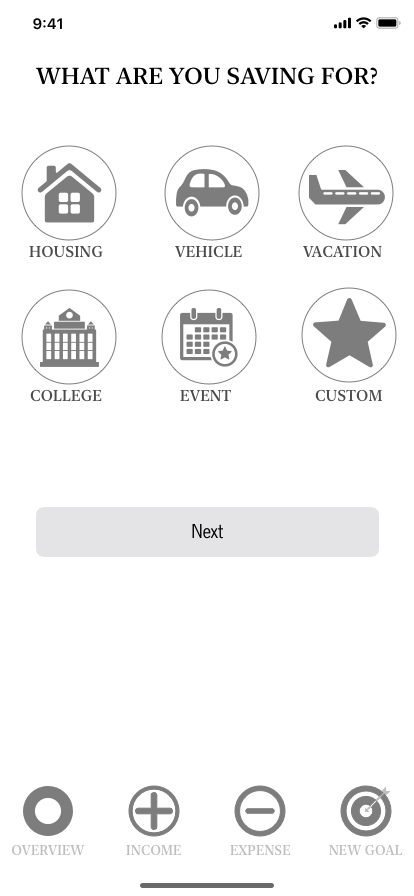 9:41
WHAT ARE YOU SAVING FOR?
HOUSING VEHICLE VACATION
COLLEGE EVENT CUSTOM
Next
OVERVIEW INCOME EXPENSE NEW GOAL